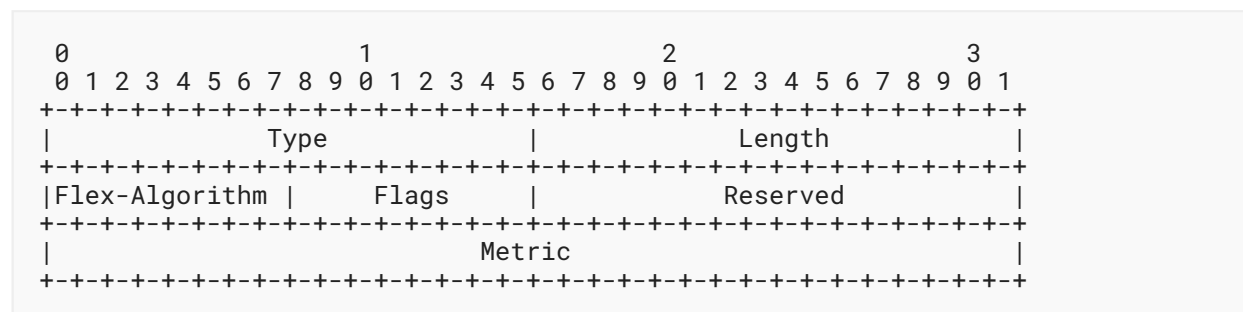 0                   1                   2                   3
 0 1 2 3 4 5 6 7 8 9 0 1 2 3 4 5 6 7 8 9 0 1 2 3 4 5 6 7 8 9 0 1
+-+-+-+-+-+-+-+-+-+-+-+-+-+-+-+-+-+-+-+-+-+-+-+-+-+-+-+-+-+-+-+-+
|              Type             |             Length            |
+-+-+-+-+-+-+-+-+-+-+-+-+-+-+-+-+-+-+-+-+-+-+-+-+-+-+-+-+-+-+-+-+
|Flex-Algorithm |     Flags     |            Reserved           |
+-+-+-+-+-+-+-+-+-+-+-+-+-+-+-+-+-+-+-+-+-+-+-+-+-+-+-+-+-+-+-+-+
|                            Metric                             |
+-+-+-+-+-+-+-+-+-+-+-+-+-+-+-+-+-+-+-+-+-+-+-+-+-+-+-+-+-+-+-+-+